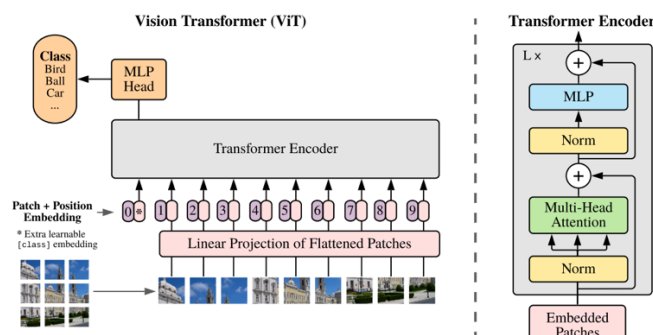 Vision Transformer (ViT)
Class
Bird
Ball
Car
...
MLP
Head
Transformer Encoder
Patch + Position
Embedding
* Extra learnable
[class] embedding
0 * 1 2 3 4 5 6 7 8 9
Linear Projection of Flattened Patches
Transformer Encoder
L ×
+
MLP
Norm
+
Multi-Head
Attention
Norm
Embedded
Patches